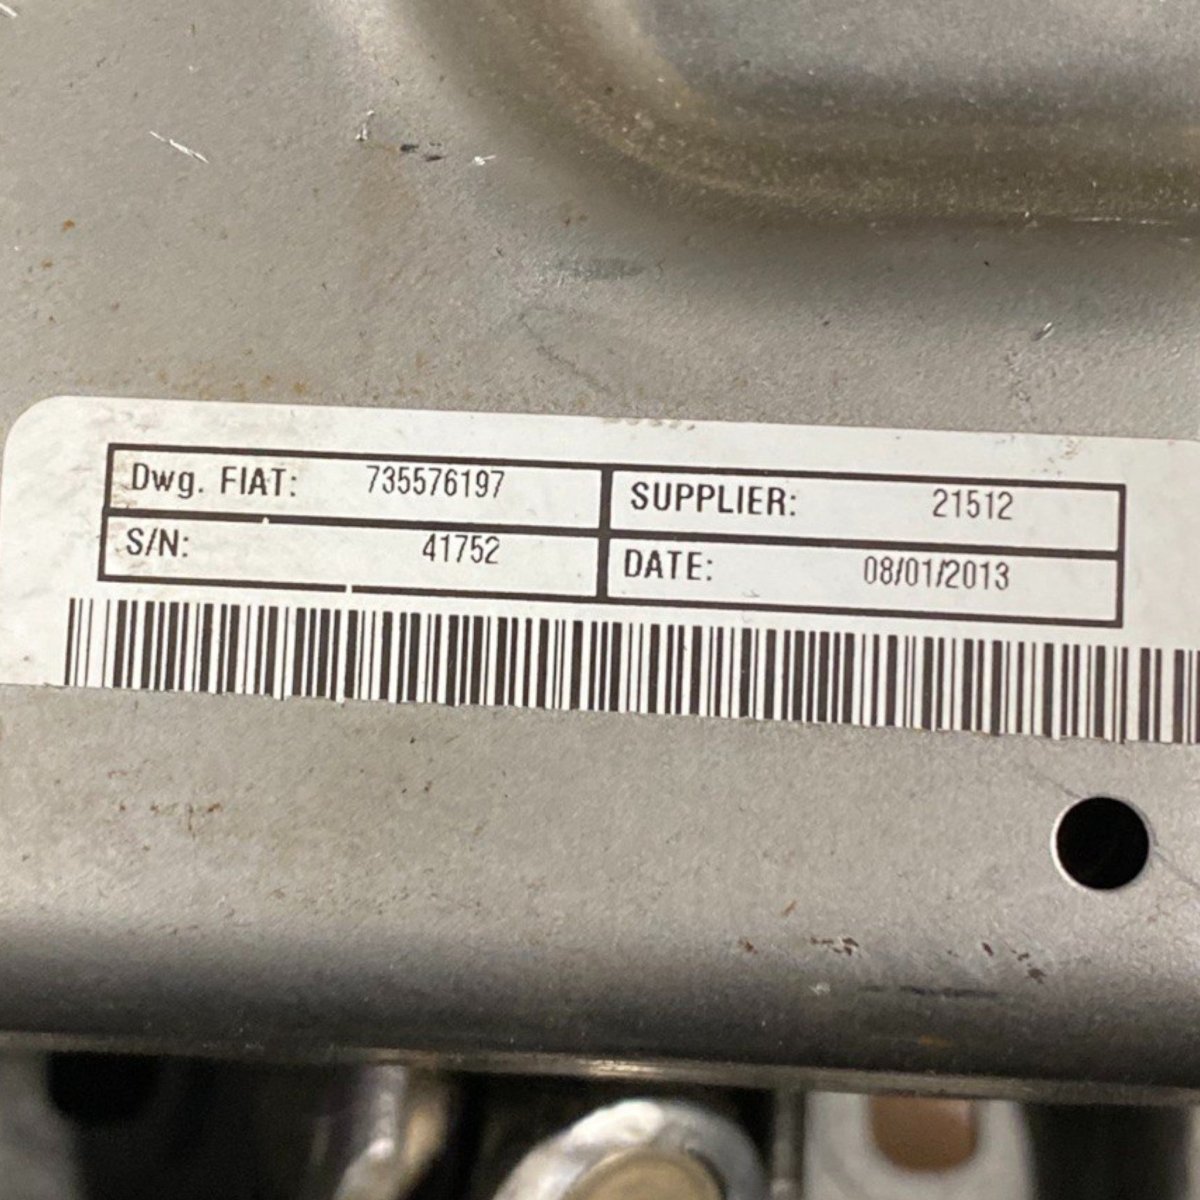 Dwg. FIAT: 735576197 SUPPLIER: 21512
S/N: 41752 DATE: 08/01/2013